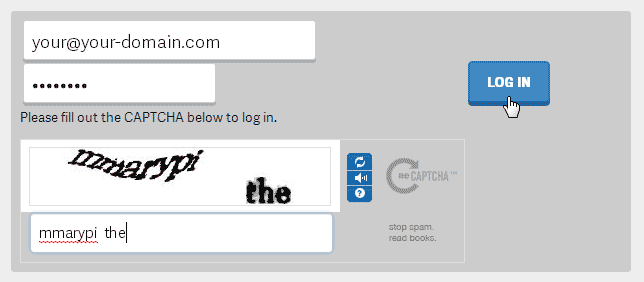 your@your-domain.com
••••••••
LOG IN
Please fill out the CAPTCHA below to log in.
mmarypi the
reCAPTCHA™
mmarypi the
stop spam.
read books.